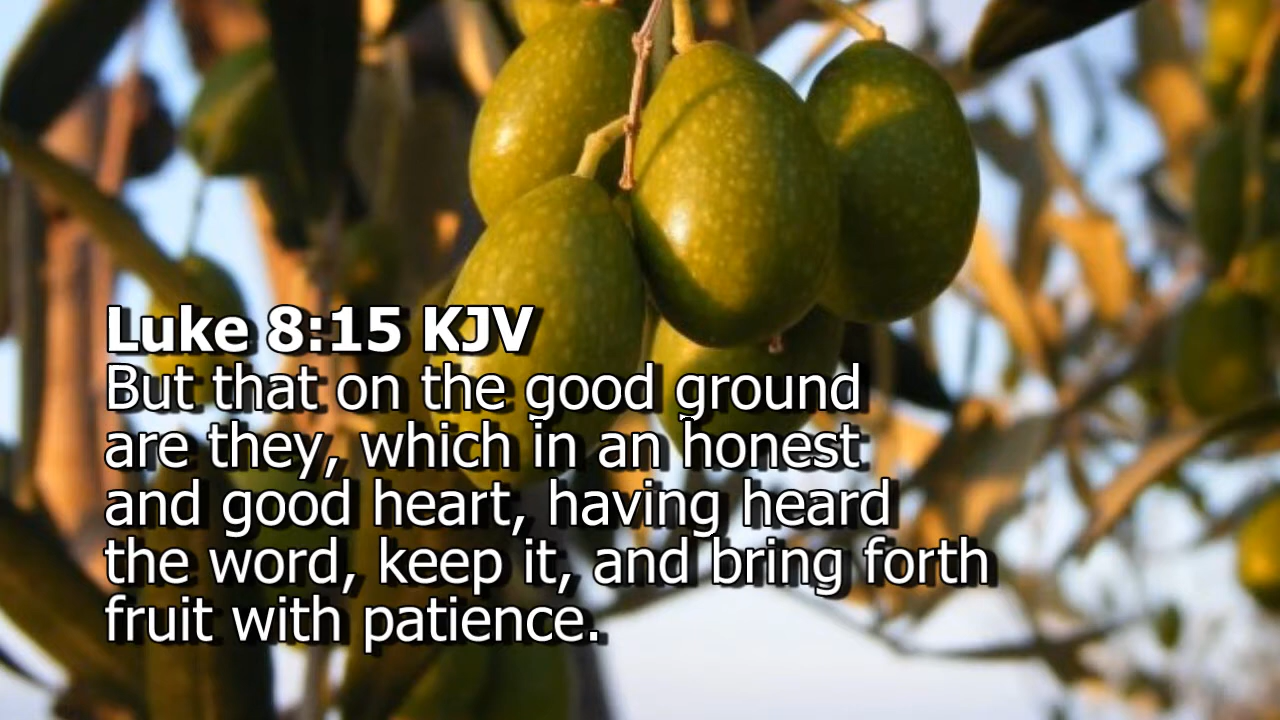 Luke 8:15 KJV
But that on the good ground
are they, which in an honest
and good heart, having heard
the word, keep it, and bring forth
fruit with patience.